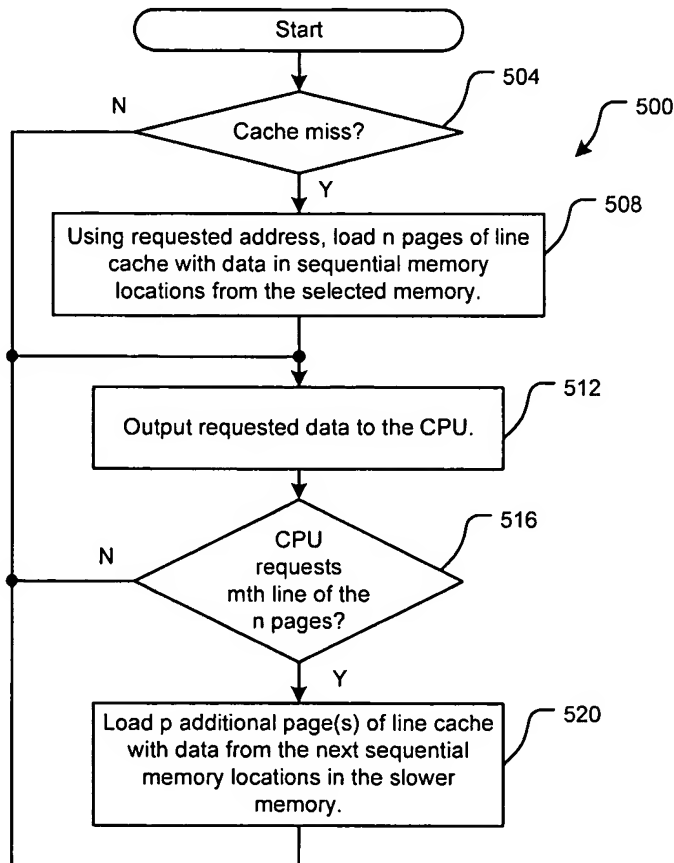 Start
504
N
500
Cache miss?
Y
508
Using requested address, load n pages of line
cache with data in sequential memory
locations from the selected memory.
512
Output requested data to the CPU.
516
CPU
N
requests
mth line of the
n pages?
Y
520
Load p additional page(s) of line cache
with data from the next sequential
memory locations in the slower
memory.